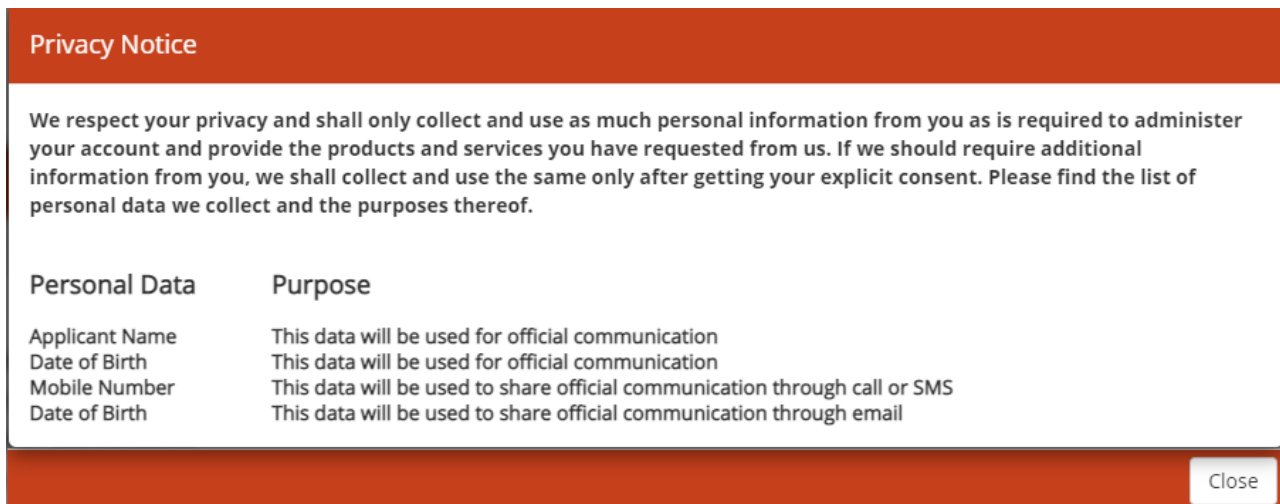 Privacy Notice
We respect your privacy and shall only collect and use as much personal information from you as is required to administer
your account and provide the products and services you have requested from us. If we should require additional
information from you, we shall collect and use the same only after getting your explicit consent. Please find the list of
personal data we collect and the purposes thereof.
Personal Data Purpose
Applicant Name This data will be used for official communication
Date of Birth This data will be used for official communication
Mobile Number This data will be used to share official communication through call or SMS
Date of Birth This data will be used to share official communication through email
Close